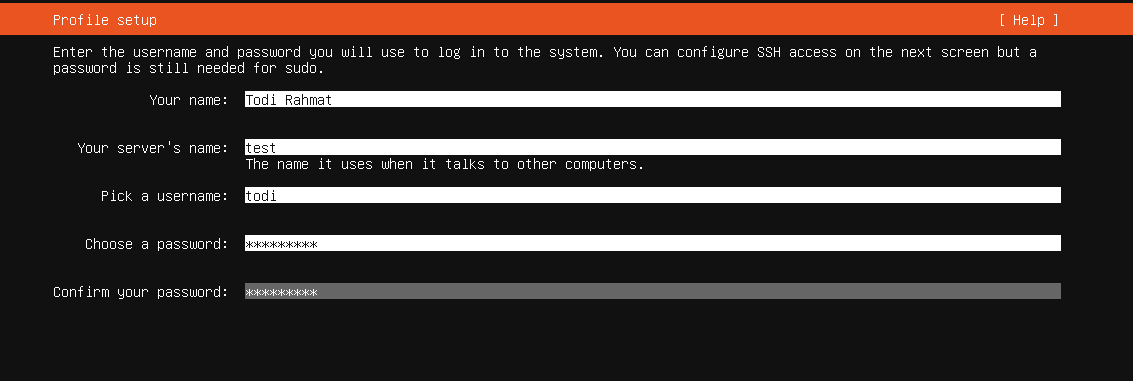 Profile setup [ Help ]
Enter the username and password you will use to log in to the system. You can configure SSH access on the next screen but a
password is still needed for sudo.
Your name: Todi Rahmat
Your server's name: test
The name it uses when it talks to other computers.
Pick a username: todi
Choose a password: *********
Confirm your password: *********